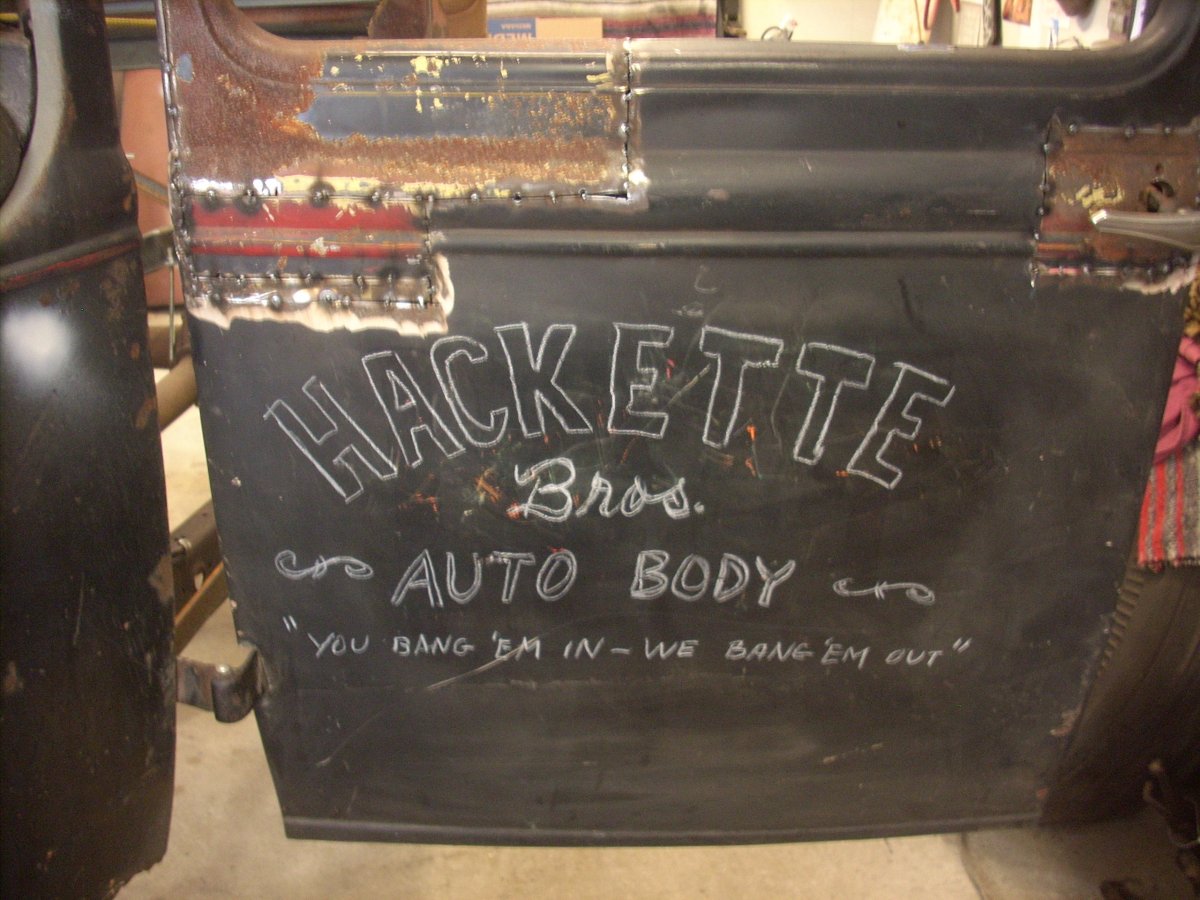 HACKETTE
Bros.
AUTO BODY
"YOU BANG 'EM IN - WE BANG 'EM OUT"